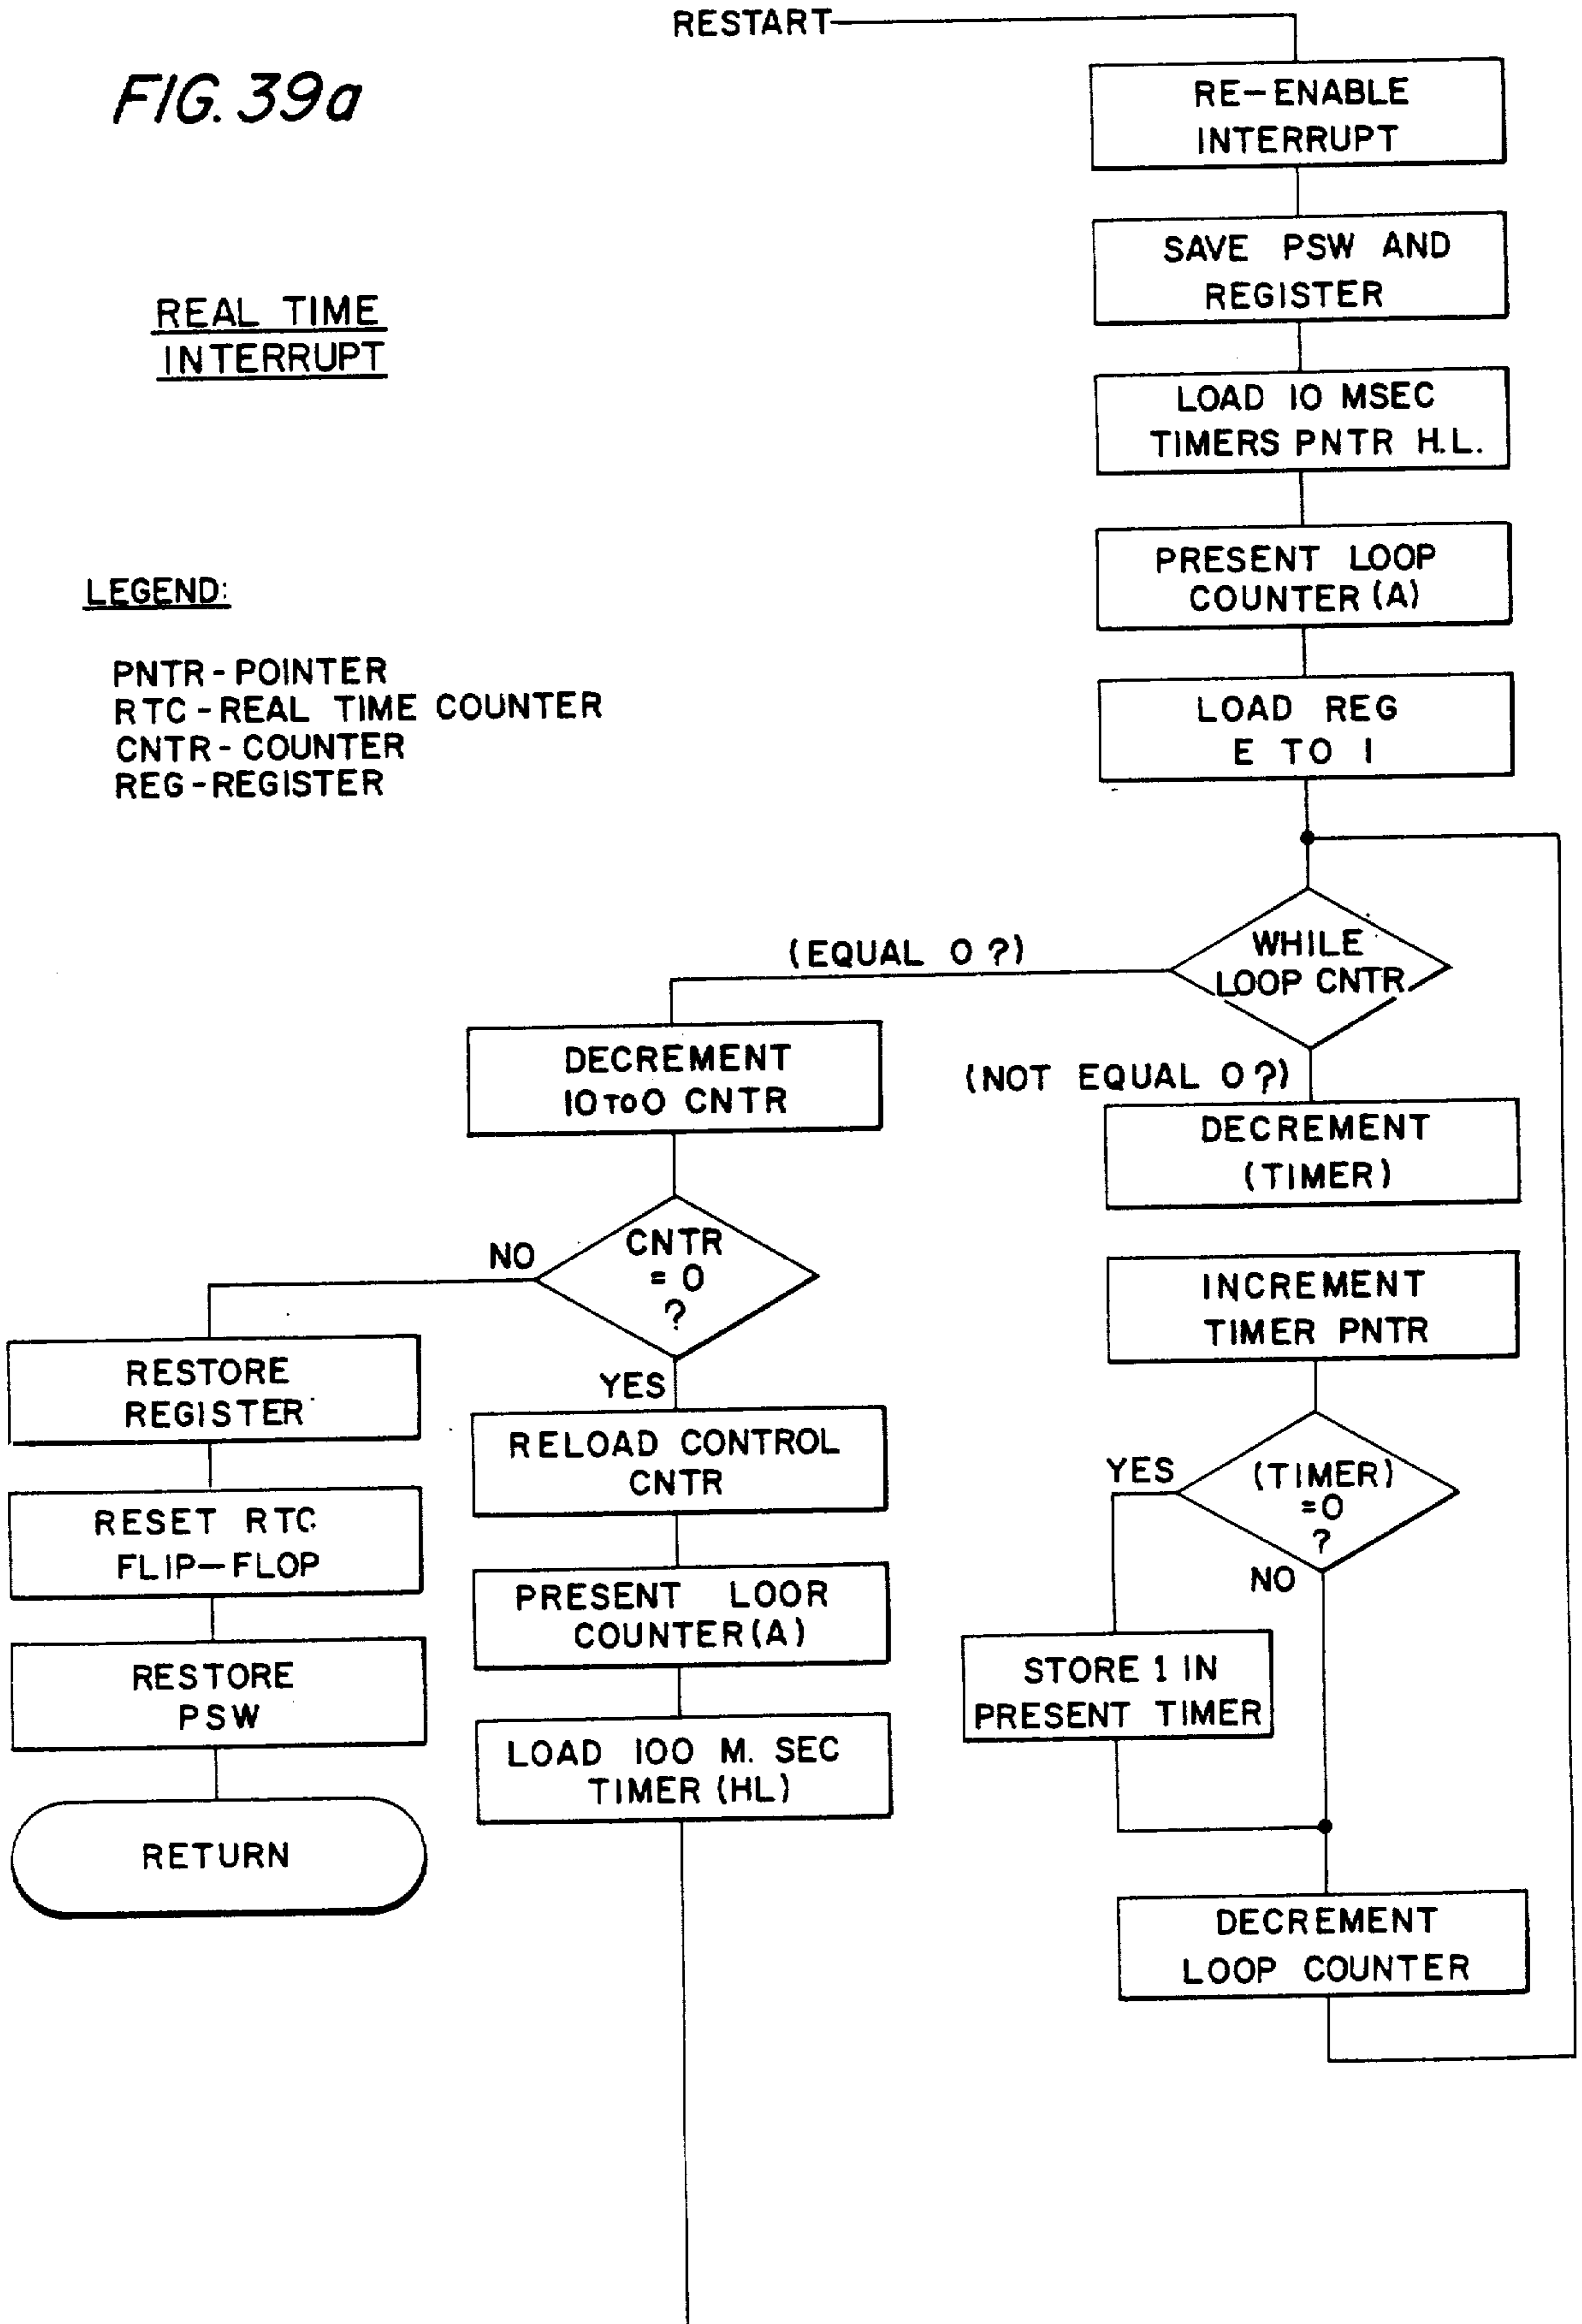 RESTART
FIG. 39a
REAL TIME
INTERRUPT
LEGEND:
PNTR - POINTER
RTC - REAL TIME COUNTER
CNTR - COUNTER
REG - REGISTER
RE-ENABLE
INTERRUPT
SAVE PSW AND
REGISTER
LOAD 10 MSEC
TIMERS PNTR H.L.
PRESENT LOOP
COUNTER (A)
LOAD REG
E TO 1
WHILE
LOOP CNTR
(EQUAL 0 ?)
(NOT EQUAL 0 ?)
DECREMENT
(TIMER)
INCREMENT
TIMER PNTR
(TIMER)
=0
?
YES
NO
STORE 1 IN
PRESENT TIMER
DECREMENT
LOOP COUNTER
DECREMENT
10 TO 0 CNTR
CNTR
= 0
?
NO
YES
RELOAD CONTROL
CNTR
PRESENT LOOR
COUNTER (A)
LOAD 100 M. SEC
TIMER (HL)
RESTORE
REGISTER
RESET RTC
FLIP-FLOP
RESTORE
PSW
RETURN